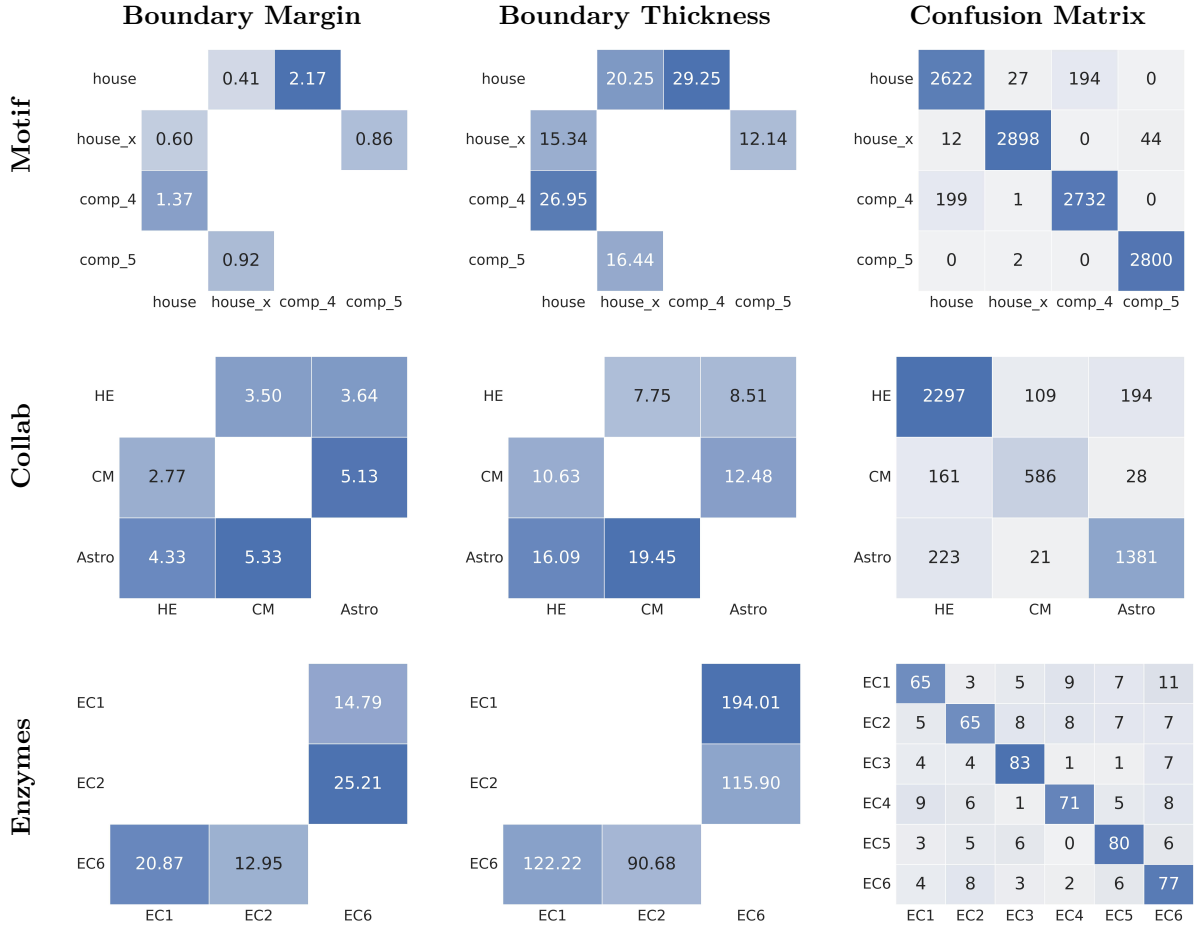 Boundary Margin Boundary Thickness Confusion Matrix
Motif
house 0.41 2.17
house_x 0.60 0.86
comp_4 1.37
comp_5 0.92
house house_x comp_4 comp_5
house 20.25 29.25
house_x 15.34 12.14
comp_4 26.95
comp_5 16.44
house house_x comp_4 comp_5
house 2622 27 194 0
house_x 12 2898 0 44
comp_4 199 1 2732 0
comp_5 0 2 0 2800
house house_x comp_4 comp_5
Collab
HE 3.50 3.64
CM 2.77 5.13
Astro 4.33 5.33
HE CM Astro
HE 7.75 8.51
CM 10.63 12.48
Astro 16.09 19.45
HE CM Astro
HE 2297 109 194
CM 161 586 28
Astro 223 21 1381
HE CM Astro
Enzymes
EC1 14.79
EC2 25.21
EC6 20.87 12.95
EC1 EC2 EC6
EC1 194.01
EC2 115.90
EC6 122.22 90.68
EC1 EC2 EC6
EC1 65 3 5 9 7 11
EC2 5 65 8 8 7 7
EC3 4 4 83 1 1 7
EC4 9 6 1 71 5 8
EC5 3 5 6 0 80 6
EC6 4 8 3 2 6 77
EC1 EC2 EC3 EC4 EC5 EC6